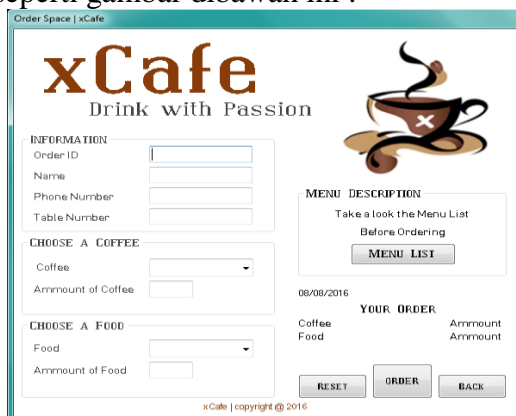 seperti gambar dibawah ini :
Order Space | xCafe
xCafe
Drink with Passion
INFORMATION
Order ID
Name
Phone Number
Table Number
CHOOSE A COFFEE
Coffee
Ammount of Coffee
CHOOSE A FOOD
Food
Ammount of Food
x
MENU DESCRIPTION
Take a look the Menu List
Before Ordering
MENU LIST
08/08/2016
YOUR ORDER
Coffee Ammount
Food Ammount
RESET ORDER BACK
xCafe | copyright @ 2016